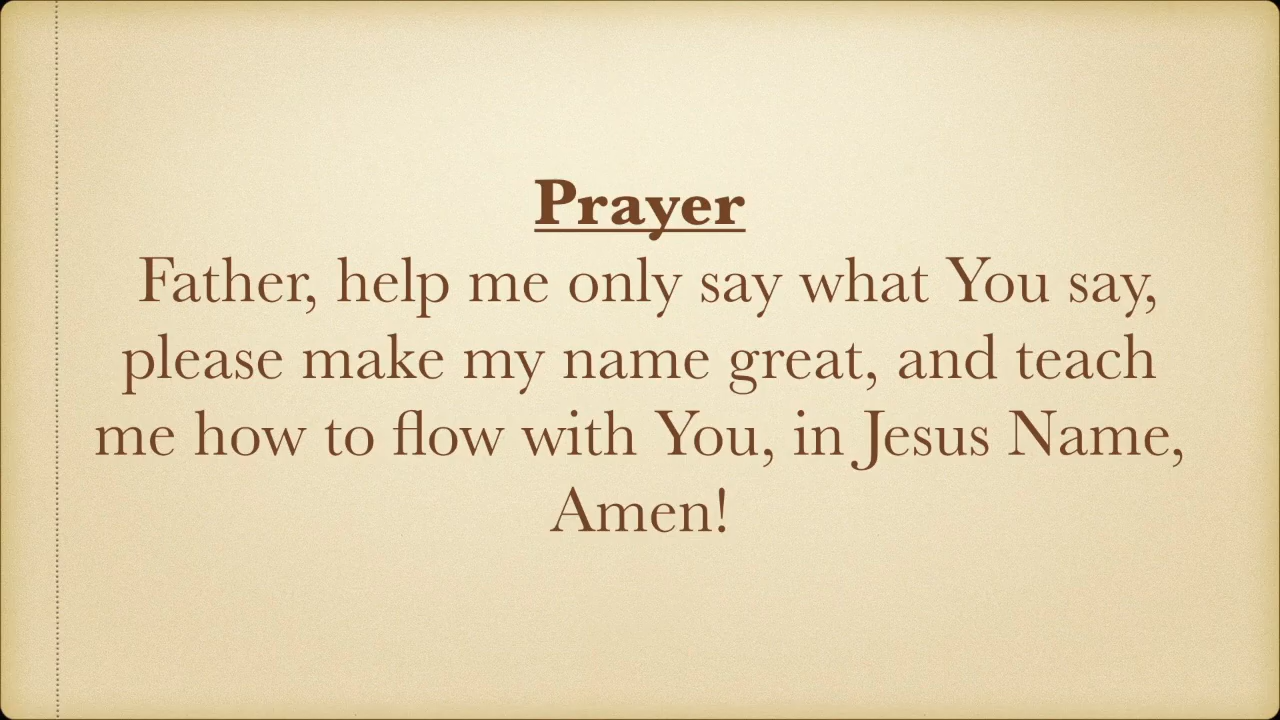 Prayer
Father, help me only say what You say,
please make my name great, and teach
me how to flow with You, in Jesus Name,
Amen!